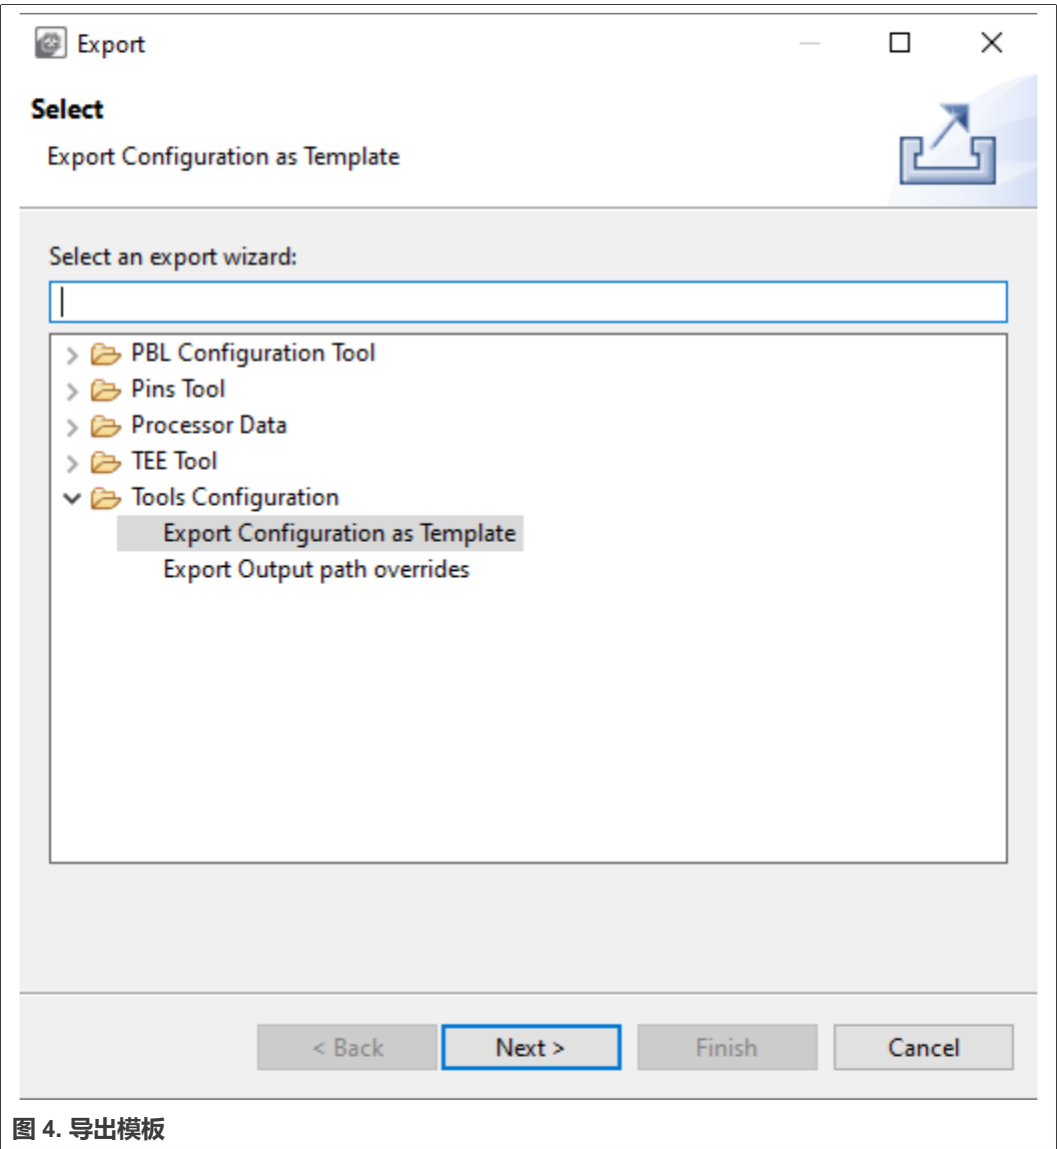 Export
Select
Export Configuration as Template
Select an export wizard:
PBL Configuration Tool
Pins Tool
Processor Data
TEE Tool
Tools Configuration
Export Configuration as Template
Export Output path overrides
< Back Next > Finish Cancel
图 4. 导出模板